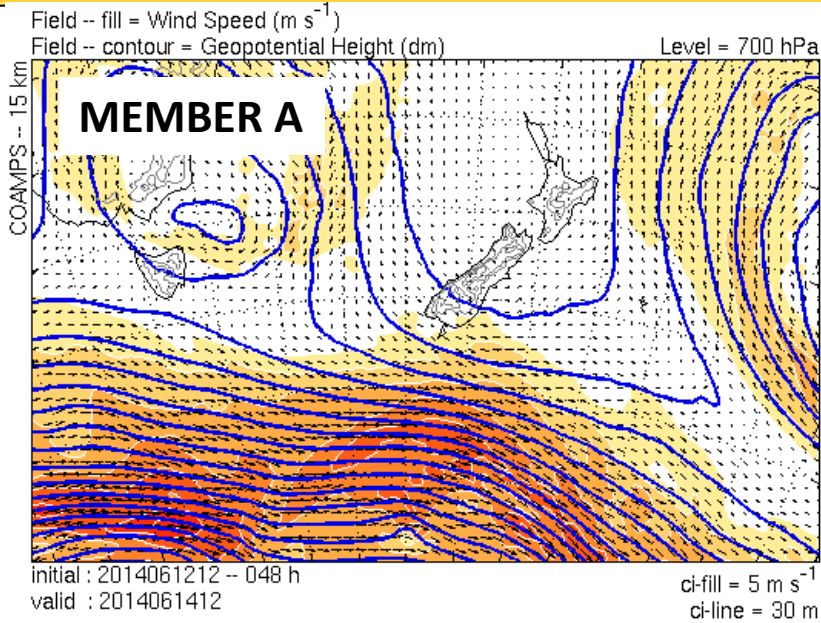 Field -- fill = Wind Speed (m s⁻¹)
Field -- contour = Geopotential Height (dm)
Level = 700 hPa
COAMPS -- 15 km
MEMBER A
initial : 2014061212 -- 048 h
valid : 2014061412
ci-fill = 5 m s⁻¹
ci-line = 30 m